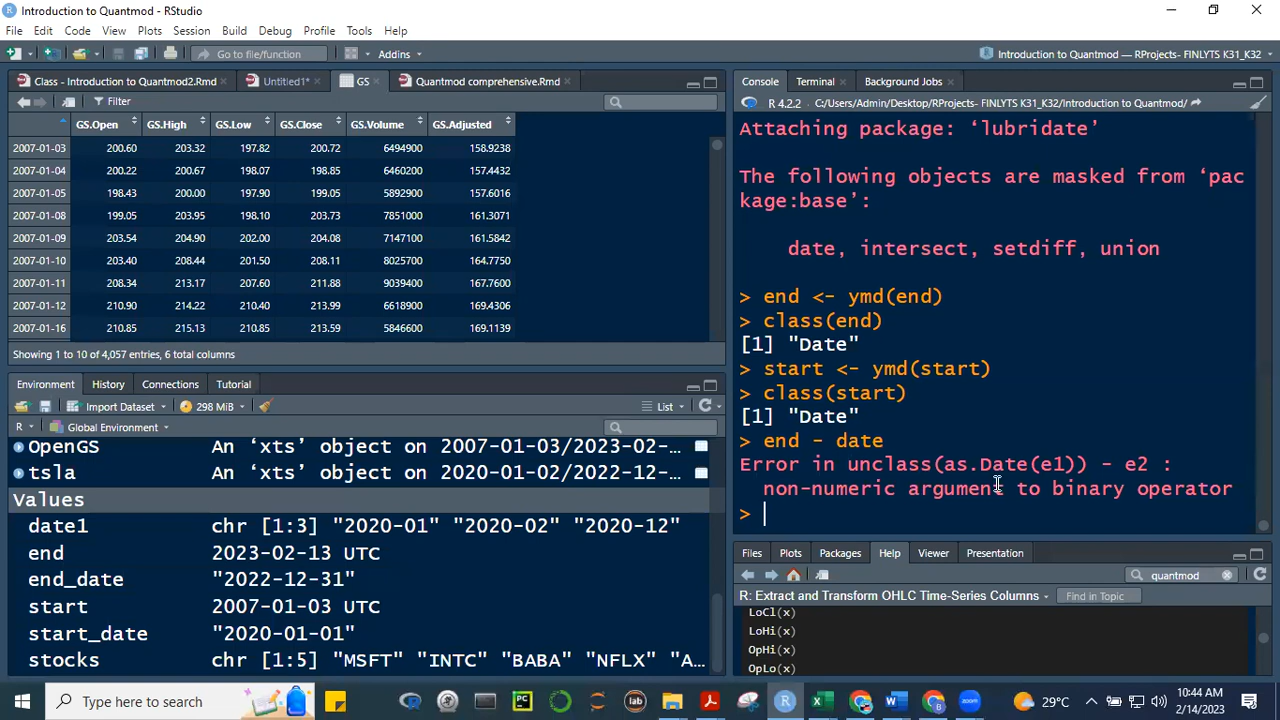 Introduction to Quantmod - RStudio
File Edit Code View Plots Session Build Debug Profile Tools Help
Go to file/function Addins Introduction to Quantmod — RProjects- FINLYTS K31_K32
Class - Introduction to Quantmod2.Rmd Untitled1* GS Quantmod comprehensive.Rmd
Filter
GS.Open GS.High GS.Low GS.Close GS.Volume GS.Adjusted
2007-01-03 200.60 203.32 197.82 200.72 6494900 158.9238
2007-01-04 200.22 200.67 198.07 198.85 6460200 157.4432
2007-01-05 198.43 200.00 197.90 199.05 5892900 157.6016
2007-01-08 199.05 203.95 198.10 203.73 7851000 161.3071
2007-01-09 203.54 204.90 202.00 204.08 7147100 161.5842
2007-01-10 203.40 208.44 201.50 208.11 8025700 164.7750
2007-01-11 208.34 213.17 207.60 211.88 9039400 167.7600
2007-01-12 210.90 214.22 210.40 213.99 6618900 169.4306
2007-01-16 210.85 215.13 210.85 213.59 5846600 169.1139
Showing 1 to 10 of 4,057 entries, 6 total columns
Environment History Connections Tutorial
Import Dataset 298 MiB List
R Global Environment
OpenGS An ‘xts’ object on 2007-01-03/2023-02-…
tsla An ‘xts’ object on 2020-01-02/2022-12-…
Values
date1 chr [1:3] "2020-01" "2020-02" "2020-12"
end 2023-02-13 UTC
end_date "2022-12-31"
start 2007-01-03 UTC
start_date "2020-01-01"
stocks chr [1:5] "MSFT" "INTC" "BABA" "NFLX" "A…
Console Terminal Background Jobs
R 4.2.2 · C:/Users/Admin/Desktop/RProjects- FINLYTS K31_K32/Introduction to Quantmod/
Attaching package: ‘lubridate’
The following objects are masked from ‘pac
kage:base’:
date, intersect, setdiff, union
> end <- ymd(end)
> class(end)
[1] "Date"
> start <- ymd(start)
> class(start)
[1] "Date"
> end - date
Error in unclass(as.Date(e1)) - e2 :
non-numeric argument to binary operator
>
Files Plots Packages Help Viewer Presentation
quantmod
R: Extract and Transform OHLC Time-Series Columns Find in Topic
LoCl(x)
LoHi(x)
OpHi(x)
OpLo(x)
Type here to search
29°C
10:44 AM
2/14/2023